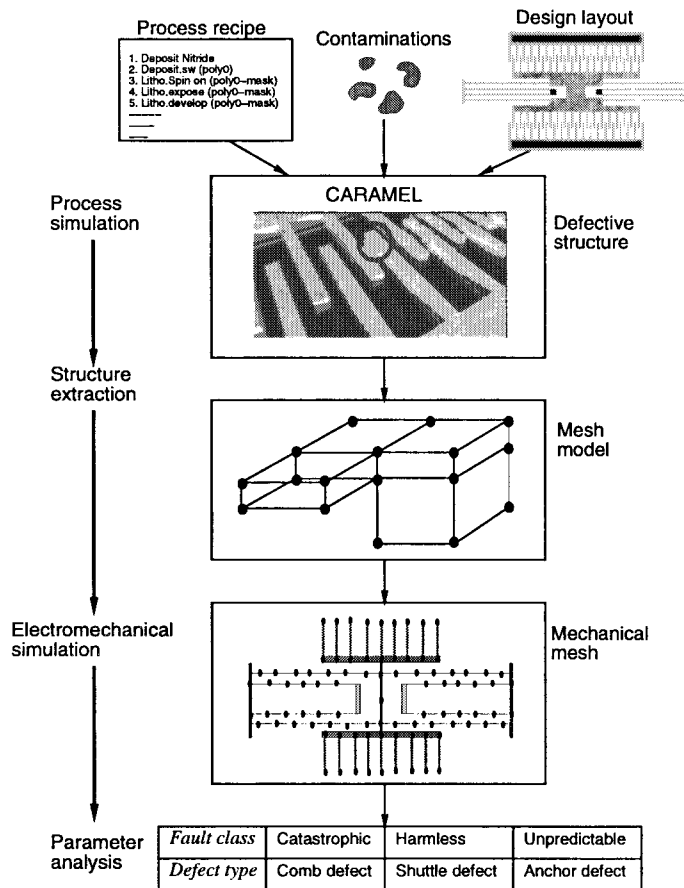 Process recipe
1. Deposit Nitride
2. Deposit.sw (poly0)
3. Litho.Spin on (poly0–mask)
4. Litho.expose (poly0–mask)
5. Litho.develop (poly0–mask)
Contaminations
Design layout
Process simulation
CARAMEL
Defective structure
Structure extraction
Mesh model
Electromechanical simulation
Mechanical mesh
Parameter analysis
Fault class Catastrophic Harmless Unpredictable
Defect type Comb defect Shuttle defect Anchor defect